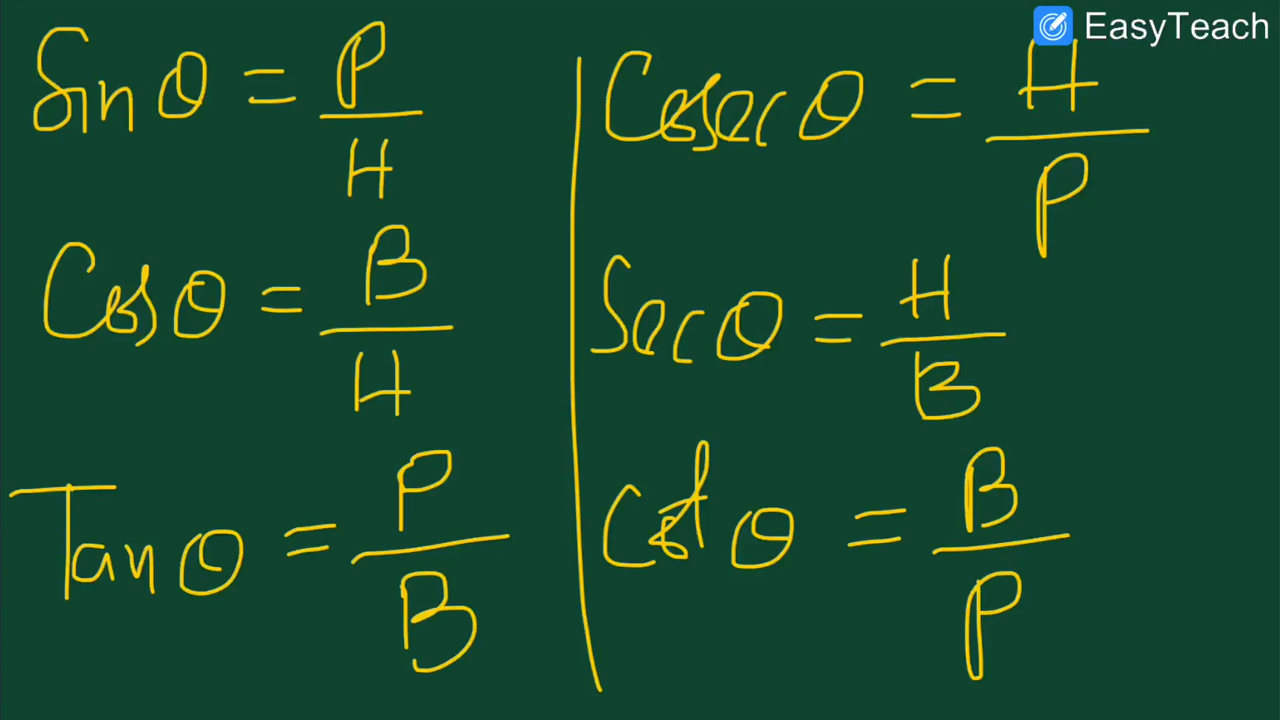 EasyTeach
Sinθ = P/H
Cosθ = B/H
Tanθ = P/B
Cosecθ = H/P
Secθ = H/B
Cotθ = B/P